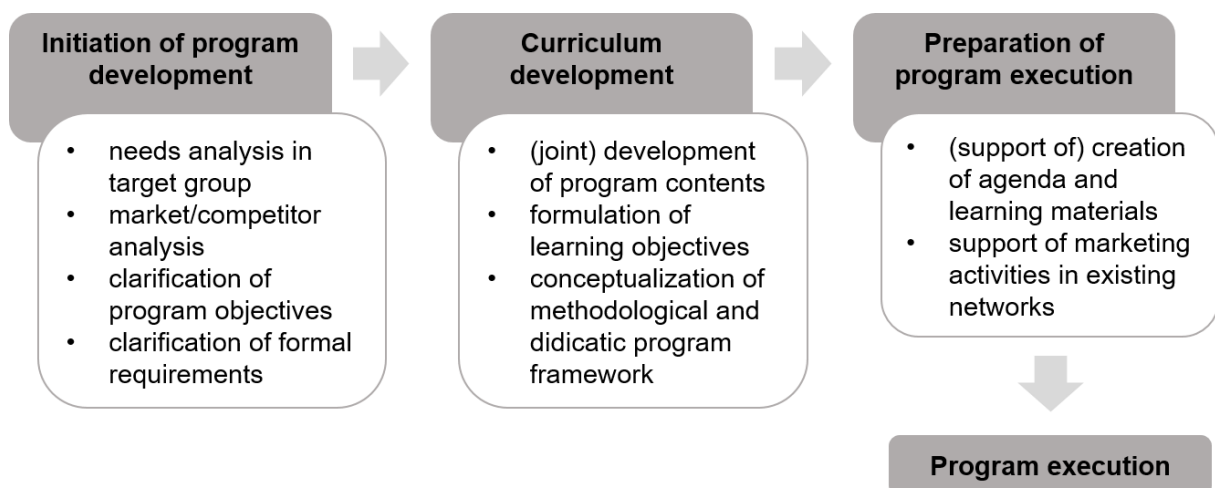 Initiation of program
development
• needs analysis in
target group
• market/competitor
analysis
• clarification of
program objectives
• clarification of formal
requirements
Curriculum
development
• (joint) development
of program contents
• formulation of
learning objectives
• conceptualization of
methodological and
didicatic program
framework
Preparation of
program execution
• (support of) creation
of agenda and
learning materials
• support of marketing
activities in existing
networks
Program execution